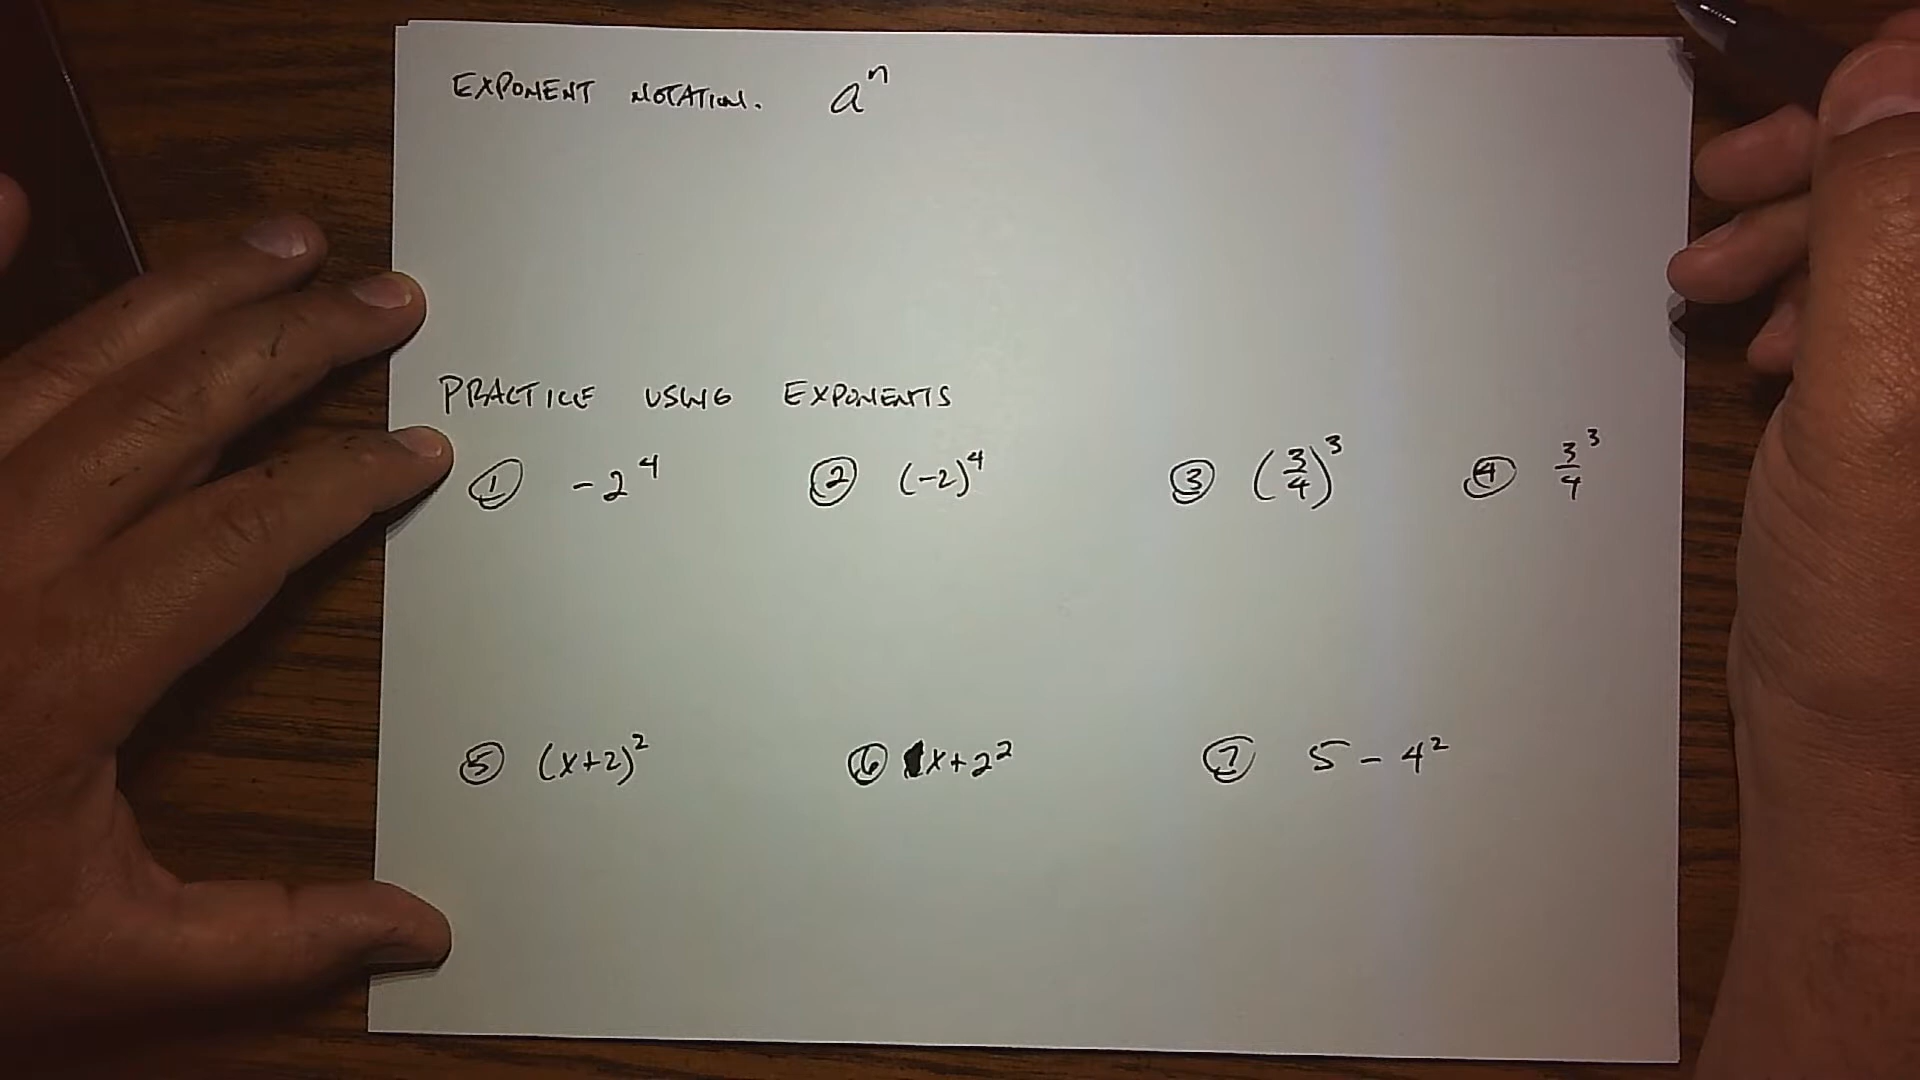 EXPONENT NOTATION. aⁿ
PRACTICE USING EXPONENTS
① -2⁴ ② (-2)⁴ ③ (3/4)³ ④ 3³/4
⑤ (x+2)² ⑥ x+2² ⑦ 5-4²